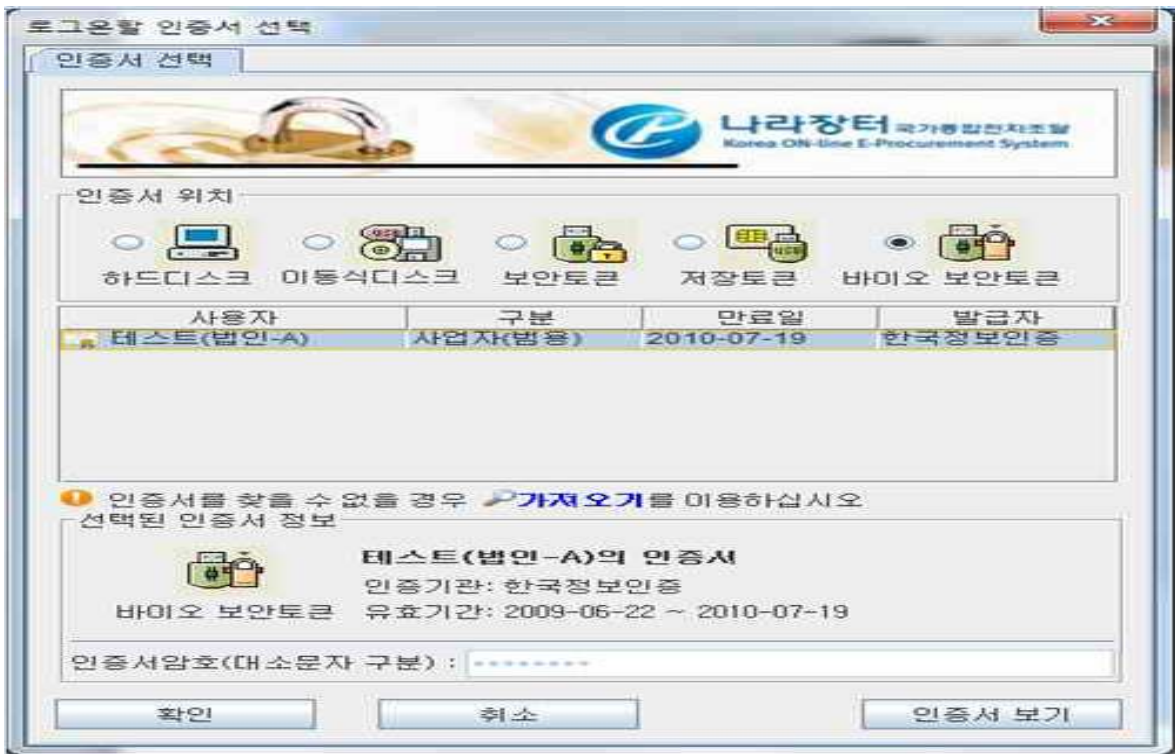 로그온할 인증서 선택
인증서 선택
나라장터 국가종합전자조달
Korea ON-line E-Procurement System
인증서 위치
하드디스크 이동식디스크 보안토큰 저장토큰 바이오 보안토큰
사용자 구분 만료일 발급자
테스트(법인-A) 사업자(범용) 2010-07-19 한국정보인증
인증서를 찾을 수 없을 경우 가져오기를 이용하십시오
선택된 인증서 정보
테스트(법인-A)의 인증서
인증기관: 한국정보인증
바이오 보안토큰 유효기간: 2009-06-22 ~ 2010-07-19
인증서암호(대소문자 구분) : ********
확인 취소 인증서 보기